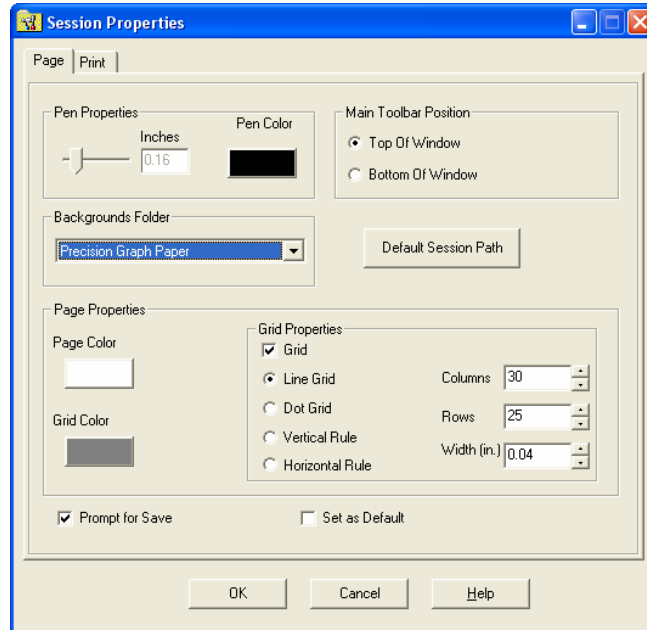 Session Properties
Page Print
Pen Properties
Inches
0.16
Pen Color
Main Toolbar Position
Top Of Window
Bottom Of Window
Backgrounds Folder
Precision Graph Paper
Default Session Path
Page Properties
Page Color
Grid Color
Grid Properties
Grid
Line Grid
Dot Grid
Vertical Rule
Horizontal Rule
Columns 30
Rows 25
Width (in.) 0.04
Prompt for Save
Set as Default
OK Cancel Help